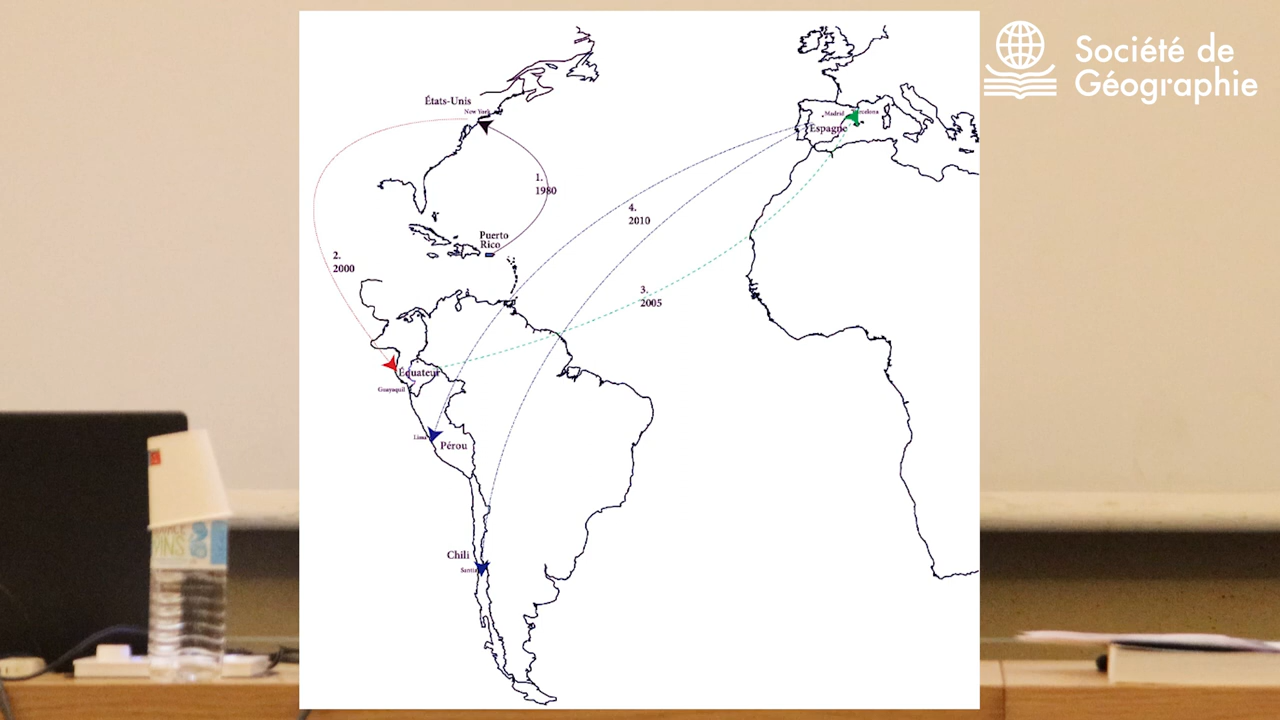 Société de
Géographie
États-Unis
New York
Madrid
Barcelona
Espagne
1.
1980
4.
2010
Puerto
Rico
2.
2000
3.
2005
Équateur
Guayaquil
Lima
Pérou
Chili
PINS